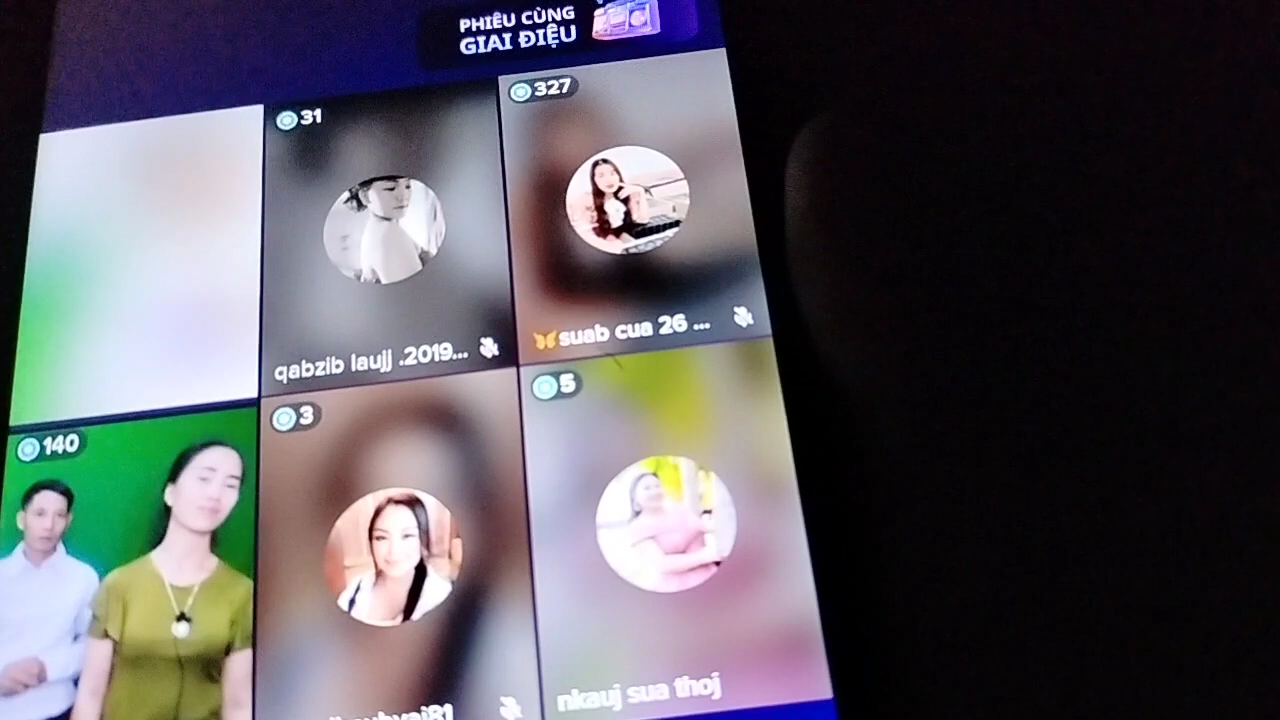 PHIÊU CÙNG
GIAI ĐIỆU
31
327
qabzib laujj .2019...
suab cua 26 ...
140
3
5
nkauj sua thoj